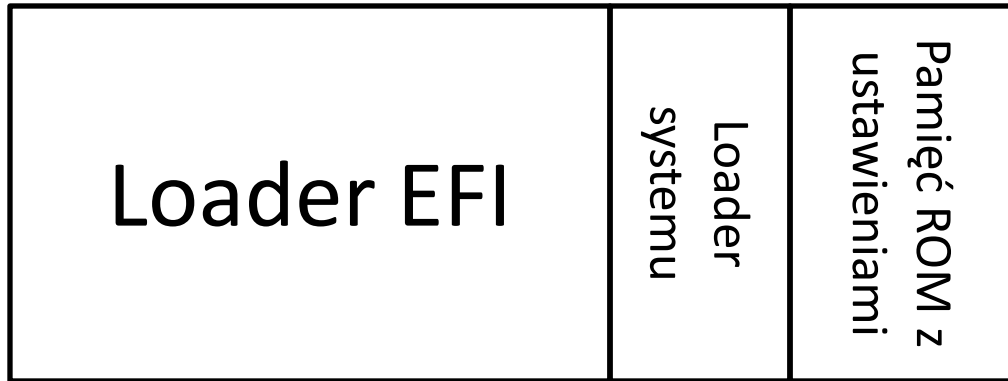 Loader EFI
Loader
systemu
Pamięć ROM z
ustawieniami